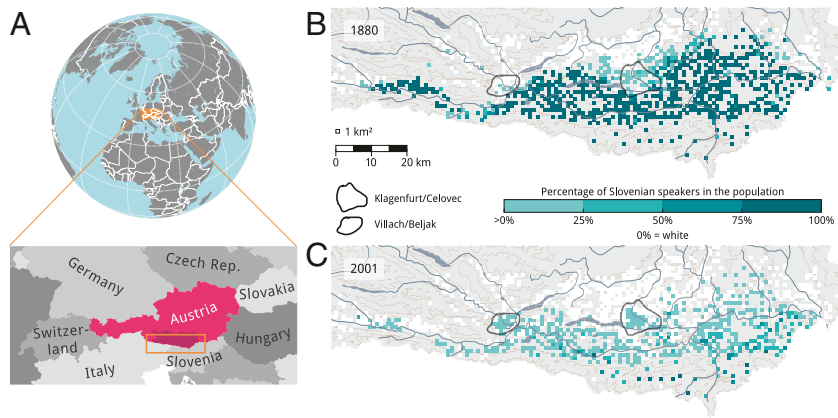 A
Germany
Czech Rep.
Slovakia
Austria
Switzer-
land
Hungary
Italy
Slovenia
B
1880
1 km²
0 10 20 km
Klagenfurt/Celovec
Villach/Beljak
Percentage of Slovenian speakers in the population
>0% 25% 50% 75% 100%
0% = white
C
2001